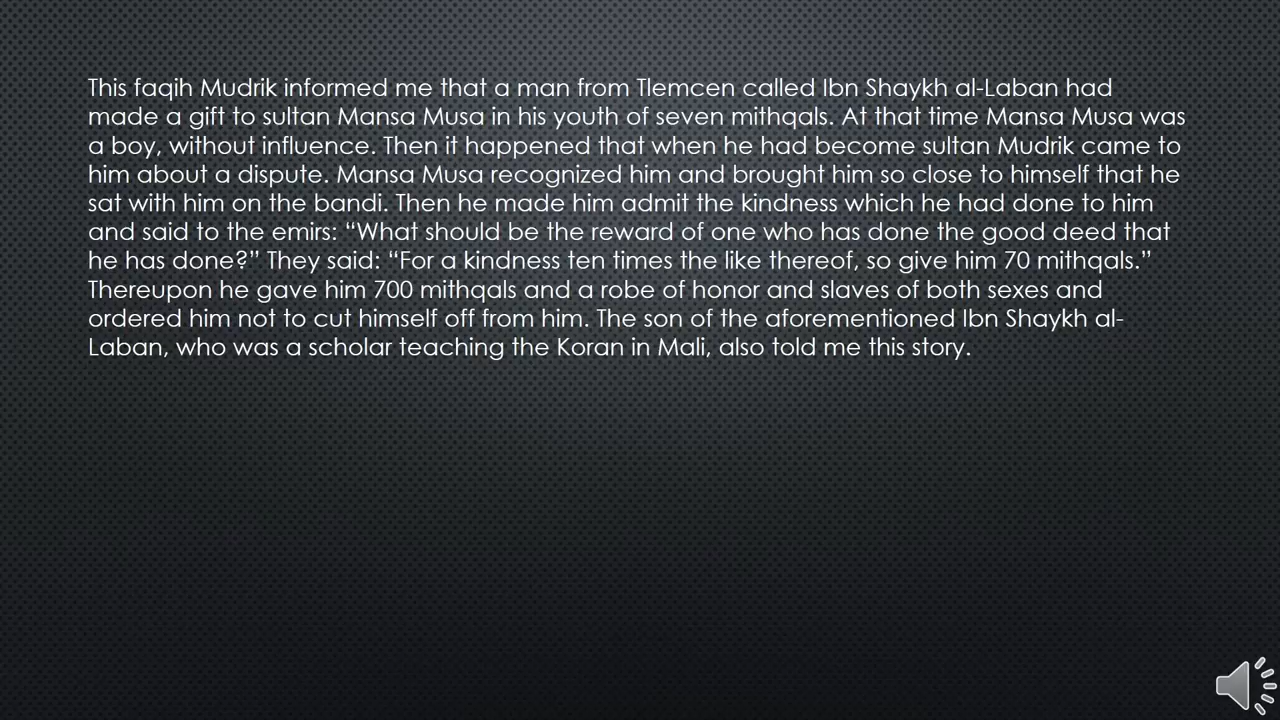 This faqih Mudrik informed me that a man from Tlemcen called Ibn Shaykh al-Laban had
made a gift to sultan Mansa Musa in his youth of seven mithqals. At that time Mansa Musa was
a boy, without influence. Then it happened that when he had become sultan Mudrik came to
him about a dispute. Mansa Musa recognized him and brought him so close to himself that he
sat with him on the bandi. Then he made him admit the kindness which he had done to him
and said to the emirs: “What should be the reward of one who has done the good deed that
he has done?” They said: “For a kindness ten times the like thereof, so give him 70 mithqals.”
Thereupon he gave him 700 mithqals and a robe of honor and slaves of both sexes and
ordered him not to cut himself off from him. The son of the aforementioned Ibn Shaykh al-
Laban, who was a scholar teaching the Koran in Mali, also told me this story.